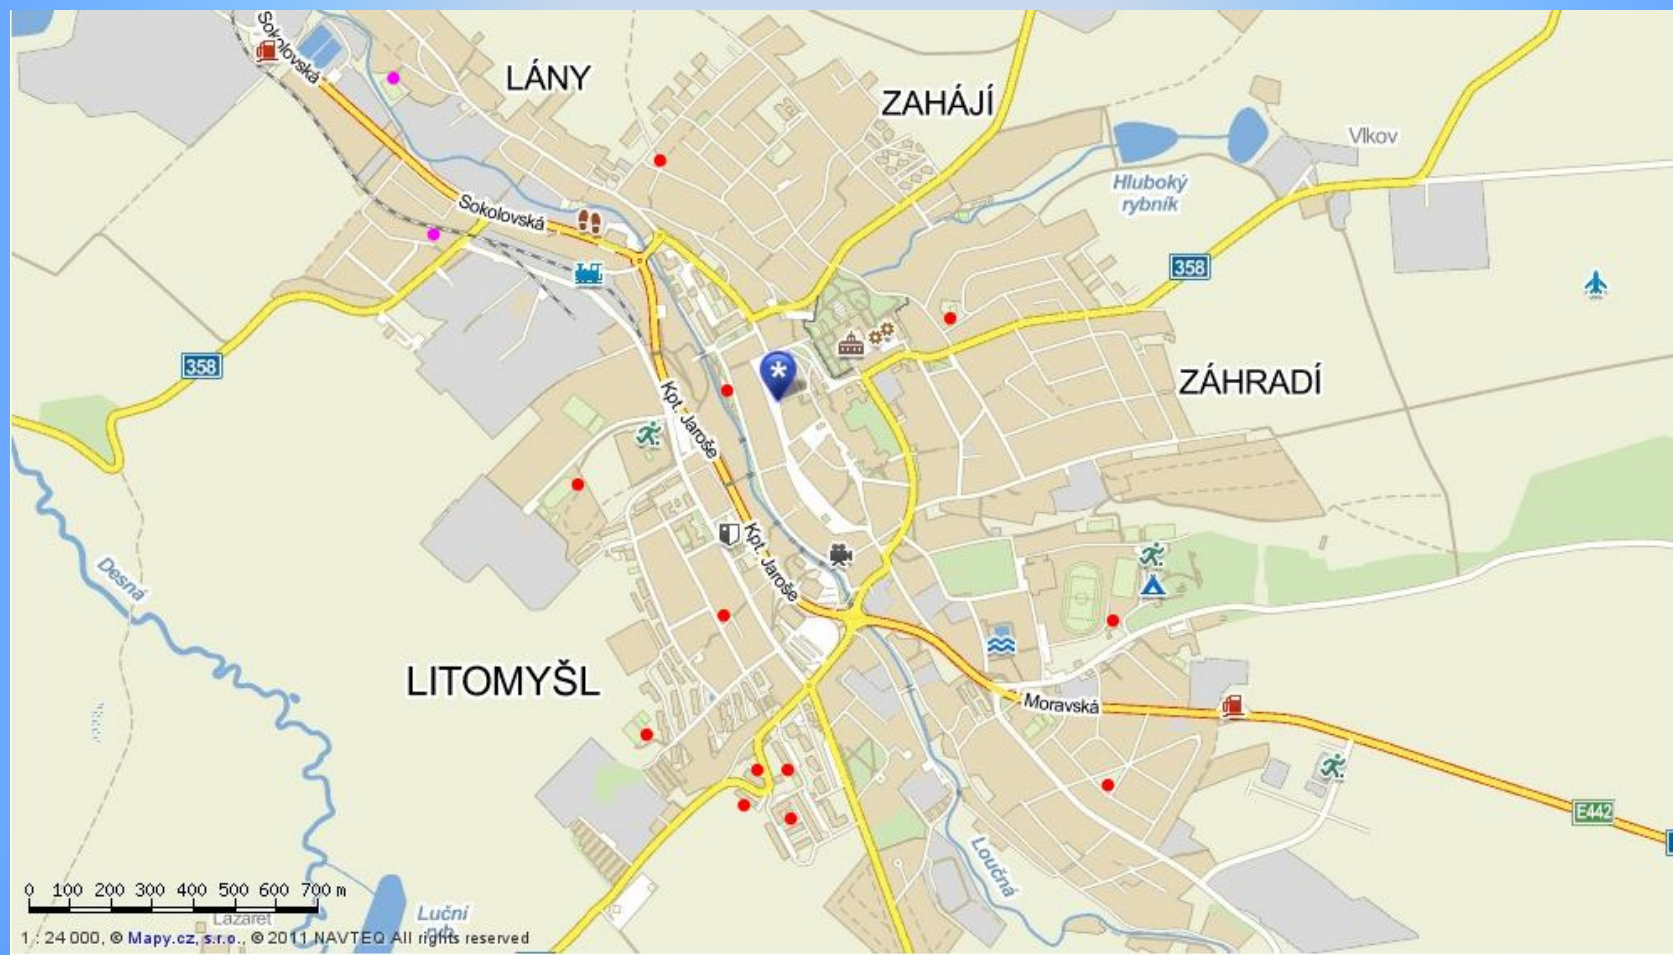 Sokolovská
LÁNY
ZAHÁJÍ
Vlkov
Hluboký
rybník
Sokolovská
358
358
ZÁHRADÍ
Kpt. Jaroše
Kpt. Jaroše
Desná
LITOMYŠL
Moravská
E442
Loučná
0 100 200 300 400 500 600 700 m
Lazaret
Luční
ryb.
1 : 24 000, © Mapy.cz, s.r.o., © 2011 NAVTEQ All rights reserved